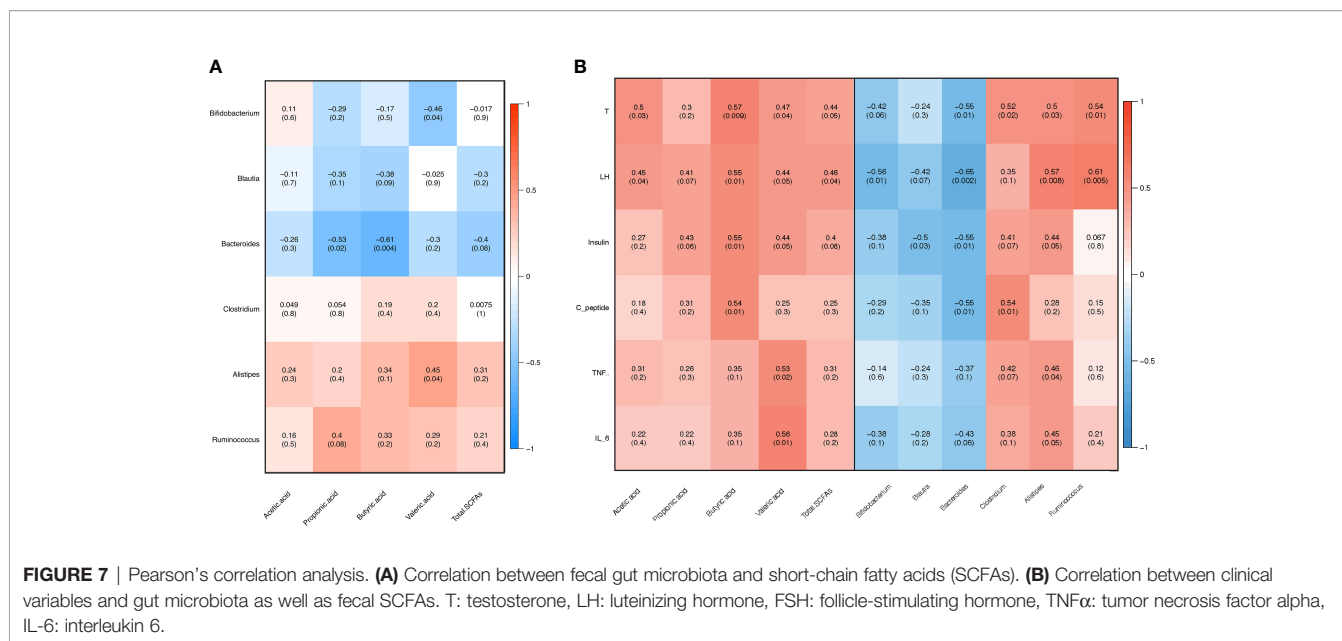 A
Bifidobacterium
0.11 −0.29 −0.17 −0.46 −0.017
(0.6) (0.2) (0.5) (0.04) (0.9)
Blautia
−0.11 −0.35 −0.38 −0.025 −0.3
(0.7) (0.1) (0.09) (0.9) (0.2)
Bacteroides
−0.26 −0.53 −0.61 −0.3 −0.4
(0.3) (0.02) (0.004) (0.2) (0.08)
Clostridium
0.049 0.054 0.19 0.2 0.0075
(0.8) (0.8) (0.4) (0.4) (1)
Alistipes
0.24 0.2 0.34 0.45 0.31
(0.3) (0.4) (0.1) (0.04) (0.2)
Ruminococcus
0.16 0.4 0.33 0.29 0.21
(0.5) (0.08) (0.2) (0.2) (0.4)
Acetic.acid Propionic.acid Butyric.acid Valeric.acid Total.SCFAs
1
0.5
0
−0.5
−1
B
T
0.5 0.3 0.57 0.47 0.44 −0.42 −0.24 −0.55 0.52 0.5 0.54
(0.03) (0.2) (0.009) (0.04) (0.05) (0.06) (0.3) (0.01) (0.02) (0.03) (0.01)
LH
0.45 0.41 0.55 0.44 0.46 −0.56 −0.42 −0.65 0.35 0.57 0.61
(0.04) (0.07) (0.01) (0.05) (0.04) (0.01) (0.07) (0.002) (0.1) (0.008) (0.005)
Insulin
0.27 0.43 0.55 0.44 0.4 −0.38 −0.5 −0.55 0.41 0.44 0.067
(0.2) (0.06) (0.01) (0.05) (0.08) (0.1) (0.03) (0.01) (0.07) (0.05) (0.8)
C_peptide
0.18 0.31 0.54 0.25 0.25 −0.29 −0.35 −0.55 0.54 0.28 0.15
(0.4) (0.2) (0.01) (0.3) (0.3) (0.2) (0.1) (0.01) (0.01) (0.2) (0.5)
TNF..
0.31 0.26 0.35 0.53 0.31 −0.14 −0.24 −0.37 0.42 0.46 0.12
(0.2) (0.3) (0.1) (0.02) (0.2) (0.6) (0.3) (0.1) (0.07) (0.04) (0.6)
IL_6
0.22 0.22 0.35 0.56 0.28 −0.38 −0.28 −0.43 0.38 0.45 0.21
(0.4) (0.4) (0.1) (0.01) (0.2) (0.1) (0.2) (0.06) (0.1) (0.05) (0.4)
Acetic acid Propionic acid Butyric acid Valeric acid Total SCFAs Bifidobacterium Blautia Bacteroides Clostridium Alistipes Ruminococcus
1
0.5
0
−0.5
−1
FIGURE 7 | Pearson's correlation analysis. (A) Correlation between fecal gut microbiota and short-chain fatty acids (SCFAs). (B) Correlation between clinical
variables and gut microbiota as well as fecal SCFAs. T: testosterone, LH: luteinizing hormone, FSH: follicle-stimulating hormone, TNFα: tumor necrosis factor alpha,
IL-6: interleukin 6.